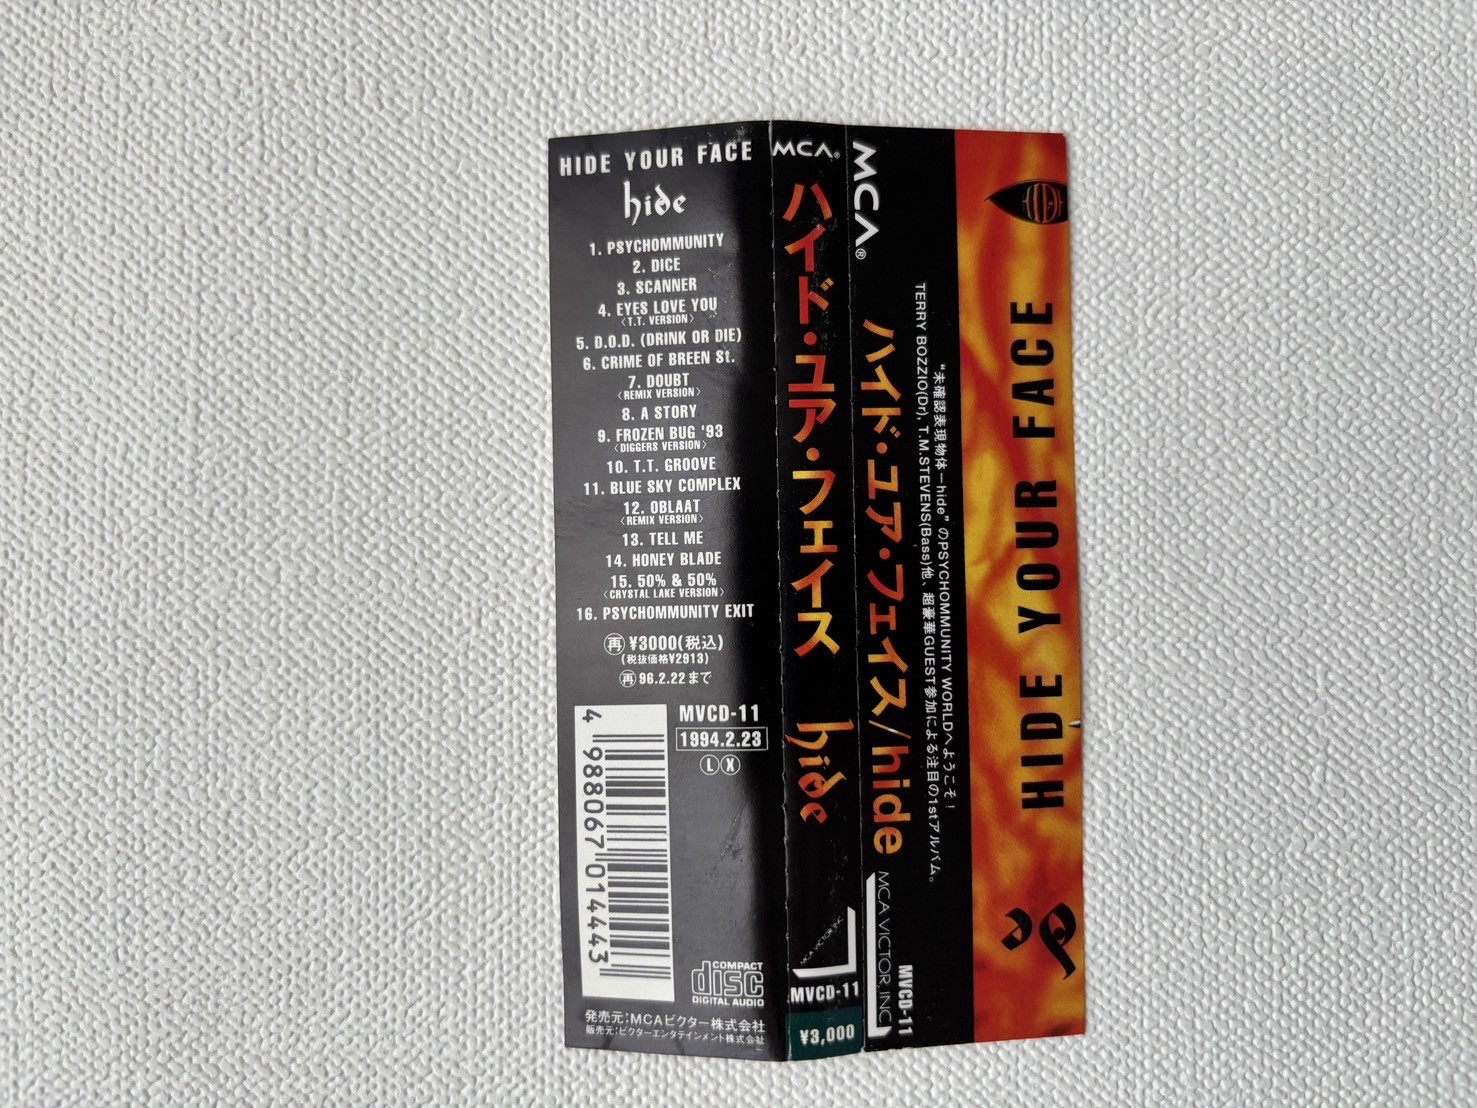 HIDE YOUR FACE
hide
1. PSYCHOMMUNITY
2. DICE
3. SCANNER
4. EYES LOVE YOU
〈T.T. VERSION〉
5. D.O.D. (DRINK OR DIE)
6. CRIME OF BREEN St.
7. DOUBT
〈REMIX VERSION〉
8. A STORY
9. FROZEN BUG '93
〈DIGGERS VERSION〉
10. T.T. GROOVE
11. BLUE SKY COMPLEX
12. OBLAAT
〈REMIX VERSION〉
13. TELL ME
14. HONEY BLADE
15. 50% & 50%
〈CRYSTAL LAKE VERSION〉
16. PSYCHOMMUNITY EXIT
再 ¥3000(税込)
(税抜価格¥2913)
再 96.2.22まで
MVCD-11
1994.2.23
L X
4 988067 014443
COMPACT
disc
DIGITAL AUDIO
発売元:MCAビクター株式会社
販売元:ビクターエンタテインメント株式会社
MCA®
ハイド・ユア・フェイス
hide
MCA VICTOR, INC.
MVCD-11
¥3,000
MCA®
ハイド・ユア・フェイス/hide
MCA VICTOR, INC.
MVCD-11
"未確認表現物体－hide"のPSYCHOMMUNITY WORLDへようこそ!
TERRY BOZZIO(Dr), T.M.STEVENS(Bass)他、超豪華GUEST参加による注目の1stアルバム。
HIDE
HIDE YOUR FACE